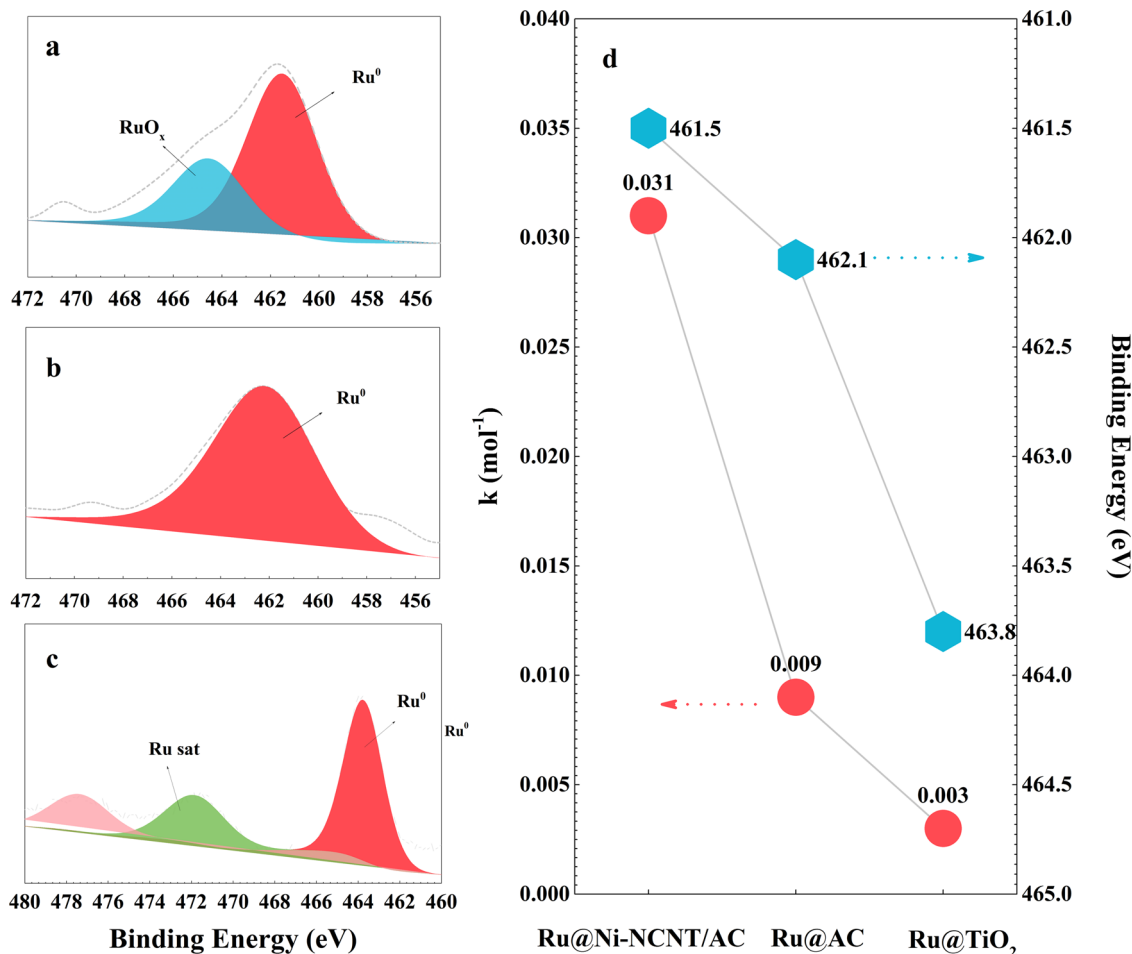 a
Ru⁰
RuOₓ
472 470 468 466 464 462 460 458 456
b
Ru⁰
472 470 468 466 464 462 460 458 456
c
Ru⁰
Ru⁰
Ru sat
480 478 476 474 472 470 468 466 464 462 460
Binding Energy (eV)
d
0.040
0.035
0.030
0.025
0.020
0.015
0.010
0.005
0.000
k (mol⁻¹)
461.5
0.031
462.1
463.8
0.009
0.003
461.0
461.5
462.0
462.5
463.0
463.5
464.0
464.5
465.0
Binding Energy (eV)
Ru@Ni-NCNT/AC Ru@AC Ru@TiO₂